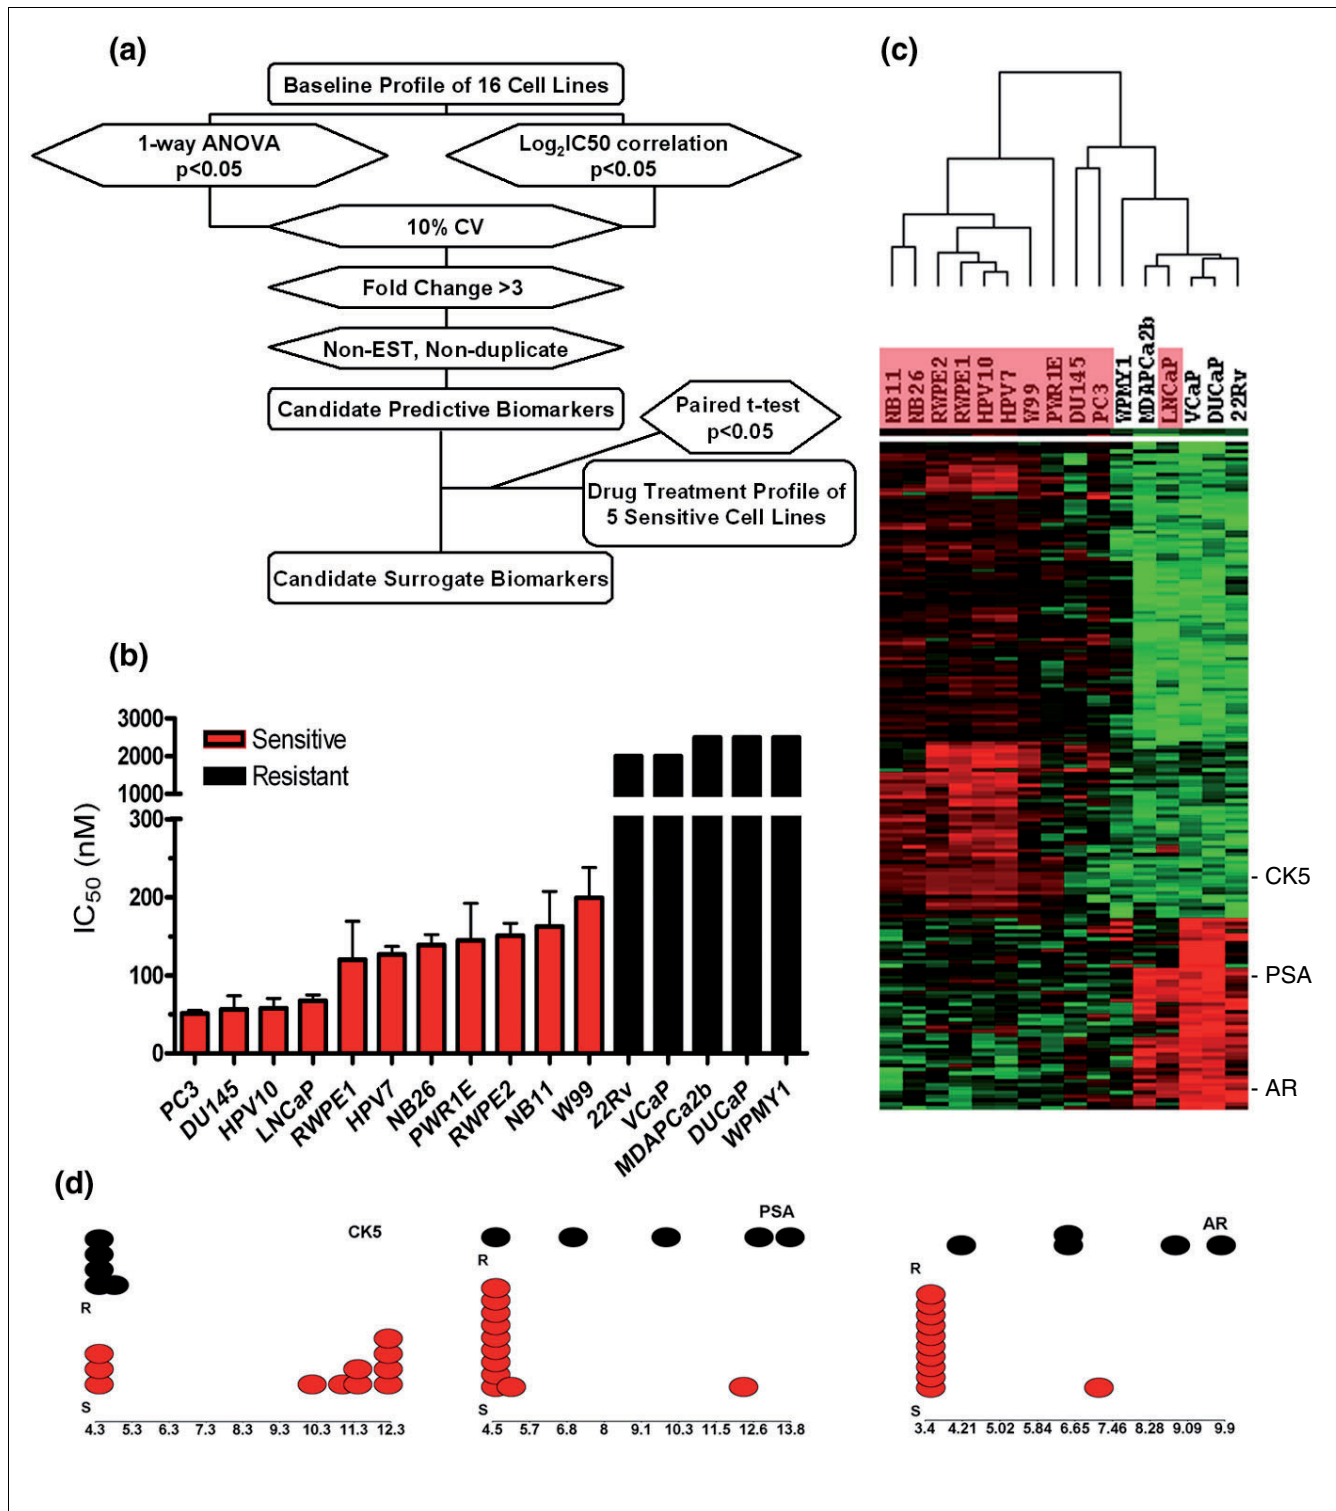 (a)
Baseline Profile of 16 Cell Lines
1-way ANOVA
p<0.05
Log₂IC50 correlation
p<0.05
10% CV
Fold Change >3
Non-EST, Non-duplicate
Candidate Predictive Biomarkers
Paired t-test
p<0.05
Drug Treatment Profile of
5 Sensitive Cell Lines
Candidate Surrogate Biomarkers
(b)
IC₅₀ (nM)
3000
2000
1000
300
200
100
0
Sensitive
Resistant
PC3
DU145
HPV10
LNCaP
RWPE1
HPV7
NB26
PWR1E
RWPE2
NB11
W99
22Rv
VCaP
MDAPCa2b
DUCaP
WPMY1
(c)
NB11
NB26
RWPE2
RWPE1
HPV10
HPV7
W99
PWR1E
DU145
PC3
WPMY1
MDAPCa2b
LNCaP
VCaP
DUCaP
22Rv
- CK5
- PSA
- AR
(d)
CK5
R
S
4.3 5.3 6.3 7.3 8.3 9.3 10.3 11.3 12.3
PSA
R
S
4.5 5.7 6.8 8 9.1 10.3 11.5 12.6 13.8
AR
R
S
3.4 4.21 5.02 5.84 6.65 7.46 8.28 9.09 9.9